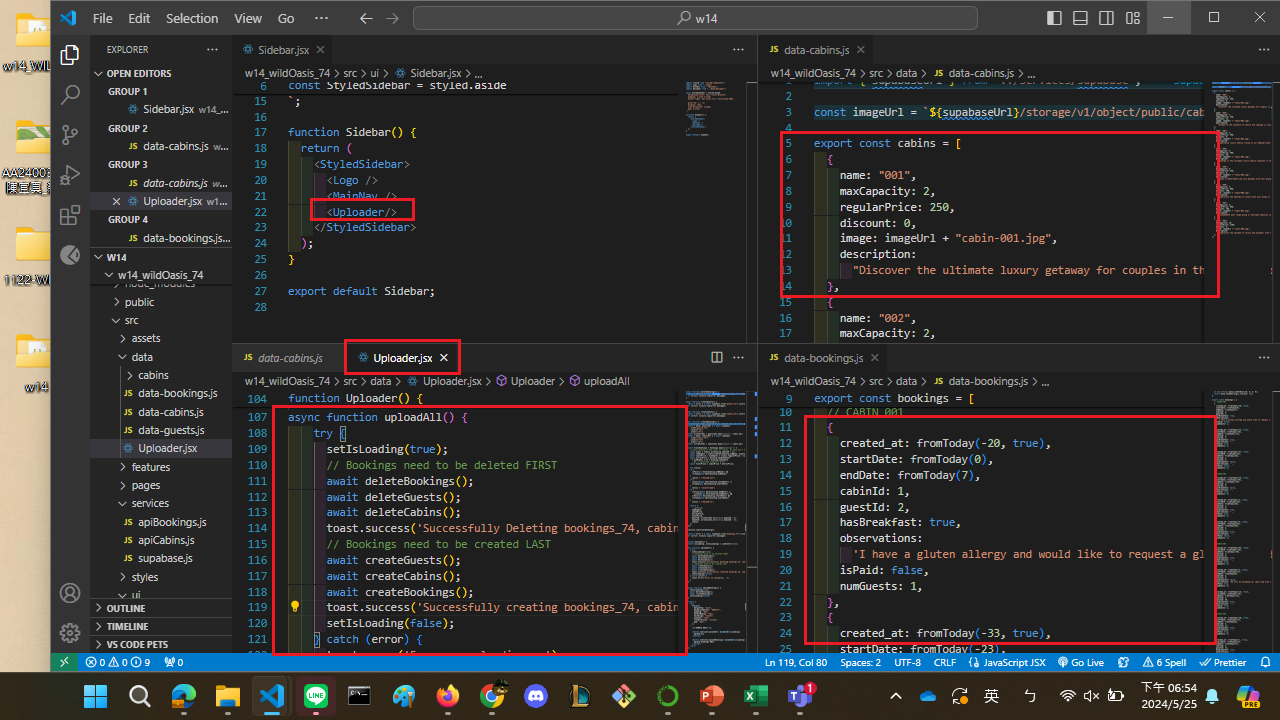 File Edit Selection View Go ··· w14
EXPLORER
OPEN EDITORS
GROUP 1
Sidebar.jsx w14_...
GROUP 2
data-cabins.js w...
GROUP 3
data-cabins.js w...
Uploader.jsx w1...
GROUP 4
data-bookings.js...
W14
w14_wildOasis_74
node_modules
public
src
assets
data
cabins
data-bookings.js
data-cabins.js
data-guests.js
Uploader.jsx
features
pages
services
apiBookings.js
apiCabins.js
supabase.js
styles
ui
OUTLINE
TIMELINE
VS CODE PETS
Sidebar.jsx
w14_wildOasis_74 > src > ui > Sidebar.jsx > ...
6 const StyledSidebar = styled.aside
15 `;
16
17 function Sidebar() {
18 return (
19 <StyledSidebar>
20 <Logo />
21 <MainNav />
22 <Uploader/>
23 </StyledSidebar>
24 );
25 }
26
27 export default Sidebar;
28
data-cabins.js
w14_wildOasis_74 > src > data > data-cabins.js > ...
2
3 const imageUrl = `${supabaseUrl}/storage/v1/object/public/cab
4
5 export const cabins = [
6 {
7 name: "001",
8 maxCapacity: 2,
9 regularPrice: 250,
10 discount: 0,
11 image: imageUrl + "cabin-001.jpg",
12 description:
13 "Discover the ultimate luxury getaway for couples in th
14 },
15 {
16 name: "002",
17 maxCapacity: 2,
data-cabins.js Uploader.jsx
w14_wildOasis_74 > src > data > Uploader.jsx > Uploader > uploadAll
104 function Uploader() {
107 async function uploadAll() {
108 try {
109 setIsLoading(true);
110 // Bookings need to be deleted FIRST
111 await deleteBookings();
112 await deleteGuests();
113 await deleteCabins();
114 toast.success('Successfully Deleting bookings_74, cabin
115 // Bookings need to be created LAST
116 await createGuests();
117 await createCabins();
118 await createBookings();
119 toast.success('Successfully creating bookings_74, cabin
120 setIsLoading(false);
121 } catch (error) {
data-bookings.js
w14_wildOasis_74 > src > data > data-bookings.js > ...
9 export const bookings = [
10 // CABIN 001
11 {
12 created_at: fromToday(-20, true),
13 startDate: fromToday(0),
14 endDate: fromToday(7),
15 cabinId: 1,
16 guestId: 2,
17 hasBreakfast: true,
18 observations:
19 'I have a gluten allergy and would like to request a gl
20 isPaid: false,
21 numGuests: 1,
22 },
23 {
24 created_at: fromToday(-33, true),
25 startDate: fromToday(-23),
0 0 9 0 Ln 119, Col 80 Spaces: 2 UTF-8 CRLF JavaScript JSX Go Live 6 Spell Prettier
w14
英 ㄅ 下午 06:54
2024/5/25